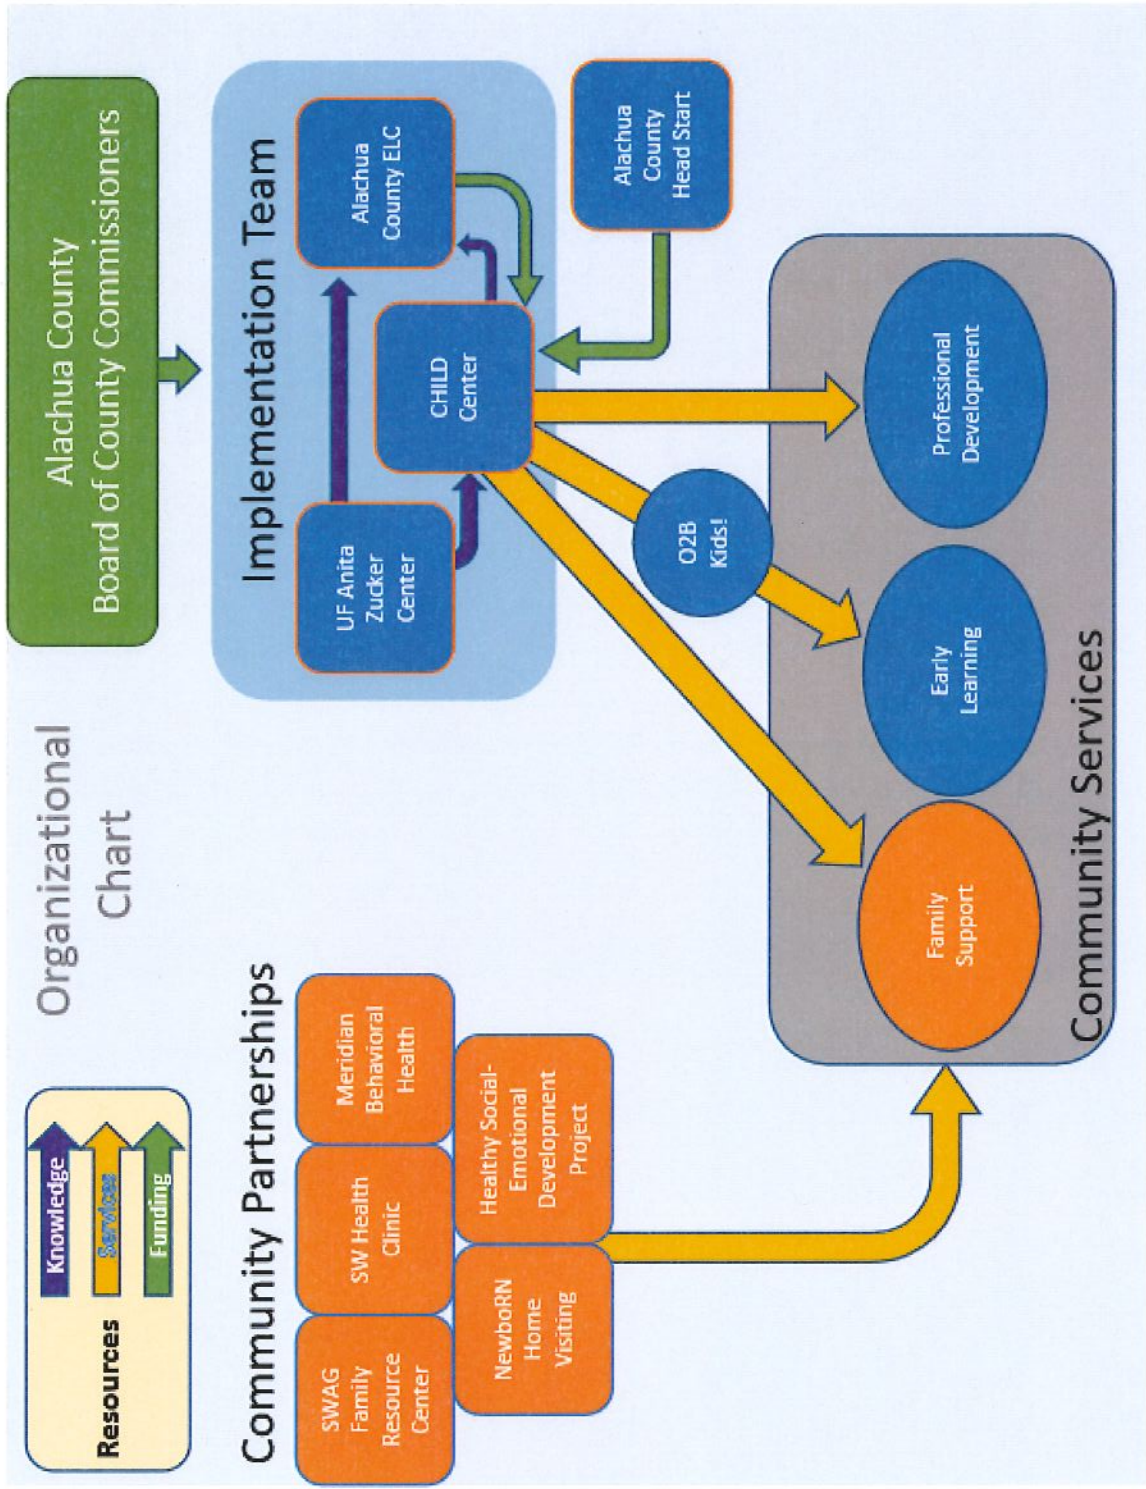 Organizational
Chart
Resources
Knowledge
Services
Funding
Alachua County
Board of County Commissioners
Community Partnerships
SWAG
Family
Resource
Center
SW Health
Clinic
Meridian
Behavioral
Health
NewboRN
Home
Visiting
Healthy Social-
Emotional
Development
Project
Implementation Team
UF Anita
Zucker
Center
CHILD
Center
Alachua
County ELC
Alachua
County
Head Start
O2B
Kids!
Family
Support
Early
Learning
Professional
Development
Community Services